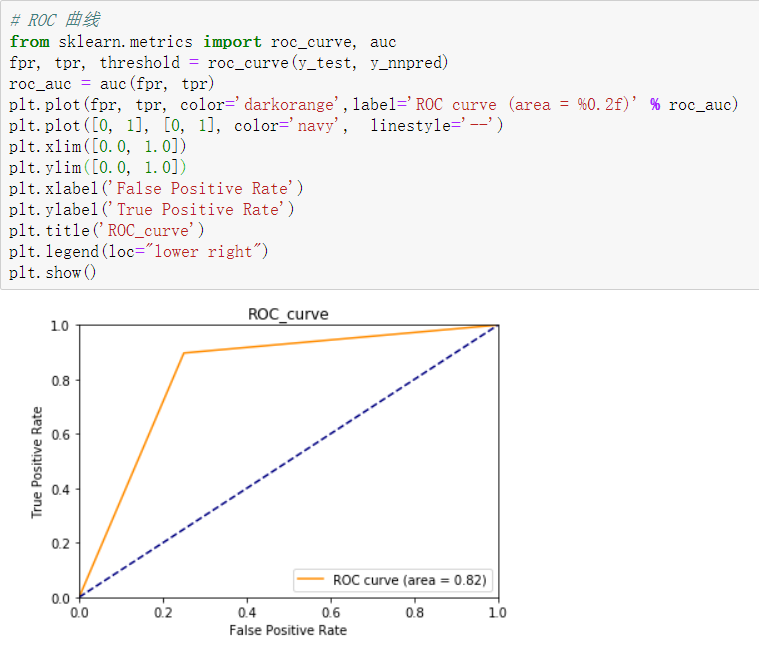 # ROC 曲线
from sklearn.metrics import roc_curve, auc
fpr, tpr, threshold = roc_curve(y_test, y_nnpred)
roc_auc = auc(fpr, tpr)
plt.plot(fpr, tpr, color='darkorange',label='ROC curve (area = %0.2f)' % roc_auc)
plt.plot([0, 1], [0, 1], color='navy',  linestyle='--')
plt.xlim([0.0, 1.0])
plt.ylim([0.0, 1.0])
plt.xlabel('False Positive Rate')
plt.ylabel('True Positive Rate')
plt.title('ROC_curve')
plt.legend(loc="lower right")
plt.show()
ROC_curve
1.0
0.8
0.6
0.4
0.2
0.0
True Positive Rate
ROC curve (area = 0.82)
0.0 0.2 0.4 0.6 0.8 1.0
False Positive Rate